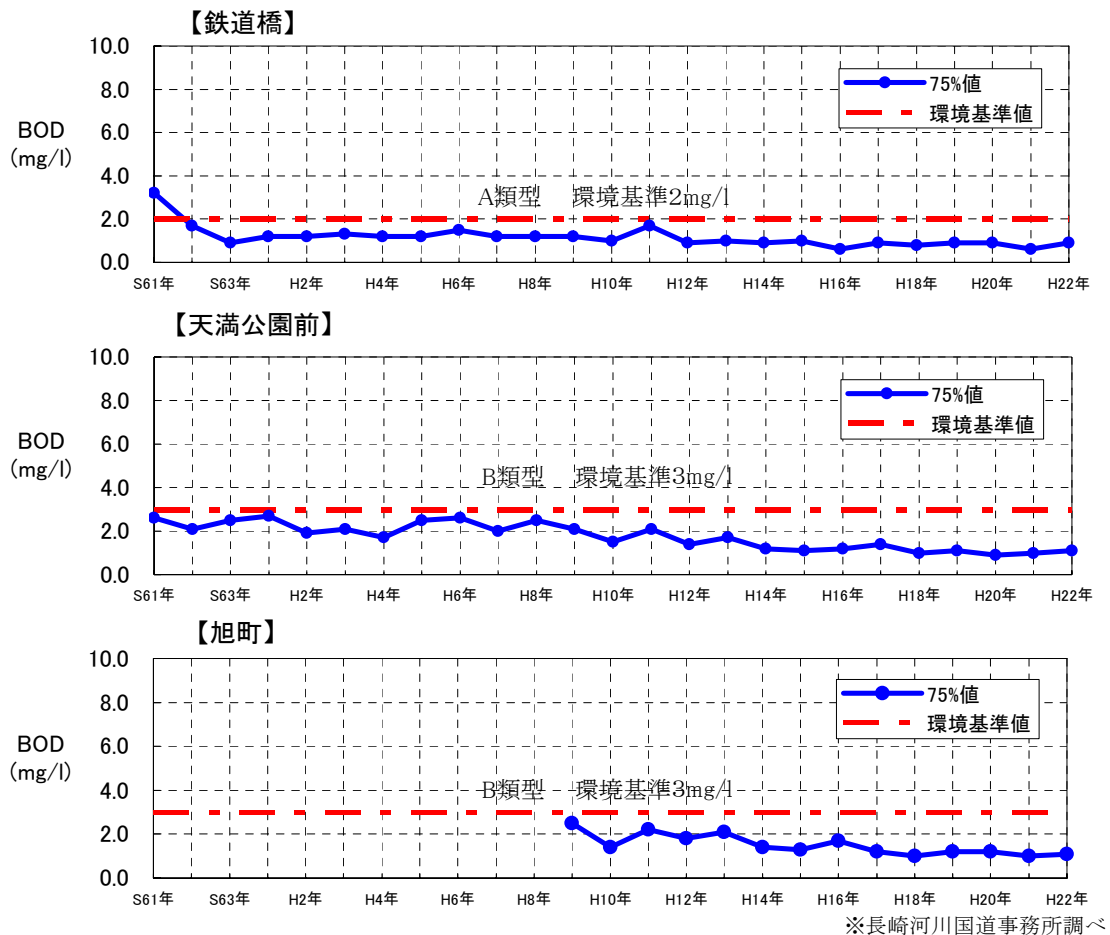 【鉄道橋】
10.0
8.0
6.0
4.0
2.0
0.0
BOD
(mg/l)
75%値
環境基準値
A類型 環境基準2mg/l
S61年 S63年 H2年 H4年 H6年 H8年 H10年 H12年 H14年 H16年 H18年 H20年 H22年
【天満公園前】
10.0
8.0
6.0
4.0
2.0
0.0
BOD
(mg/l)
75%値
環境基準値
B類型 環境基準3mg/l
S61年 S63年 H2年 H4年 H6年 H8年 H10年 H12年 H14年 H16年 H18年 H20年 H22年
【旭町】
10.0
8.0
6.0
4.0
2.0
0.0
BOD
(mg/l)
75%値
環境基準値
B類型 環境基準3mg/l
S61年 S63年 H2年 H4年 H6年 H8年 H10年 H12年 H14年 H16年 H18年 H20年 H22年
※長崎河川国道事務所調べ